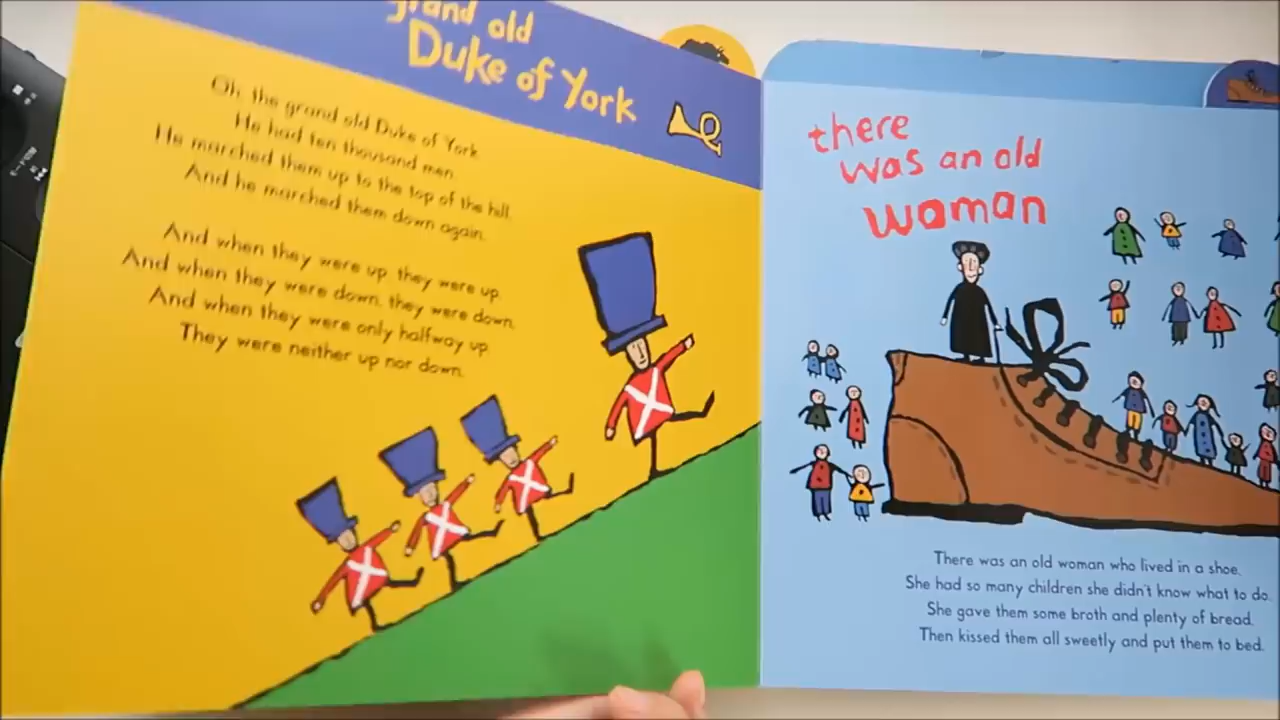 grand old
Duke of York
Oh, the grand old Duke of York
He had ten thousand men.
He marched them up to the top of the hill.
And he marched them down again.
And when they were up, they were up.
And when they were down, they were down,
And when they were only halfway up
They were neither up nor down.
there
was an old
woman
There was an old woman who lived in a shoe.
She had so many children she didn't know what to do.
She gave them some broth and plenty of bread.
Then kissed them all sweetly and put them to bed.